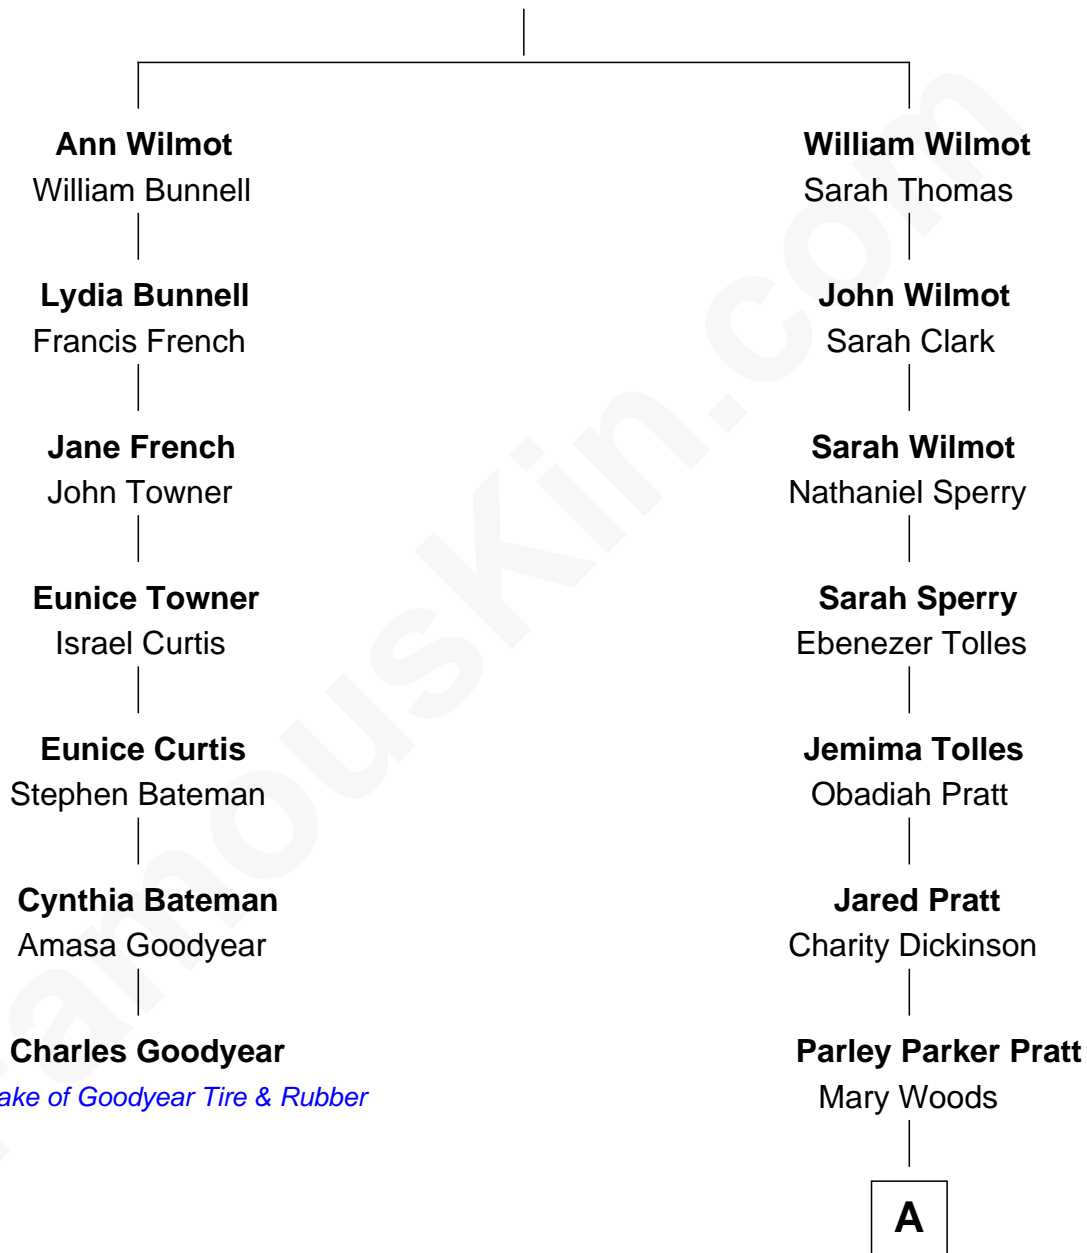 Ann Wilmot
William Bunnell
William Wilmot
Sarah Thomas
Lydia Bunnell
Francis French
John Wilmot
Sarah Clark
Jane French
John Towner
Sarah Wilmot
Nathaniel Sperry
Eunice Towner
Israel Curtis
Sarah Sperry
Ebenezer Tolles
Eunice Curtis
Stephen Bateman
Jemima Tolles
Obadiah Pratt
Cynthia Bateman
Amasa Goodyear
Jared Pratt
Charity Dickinson
Charles Goodyear
of Goodyear Tire & Rubber
Parley Parker Pratt
Mary Woods
A
FamousKin.com